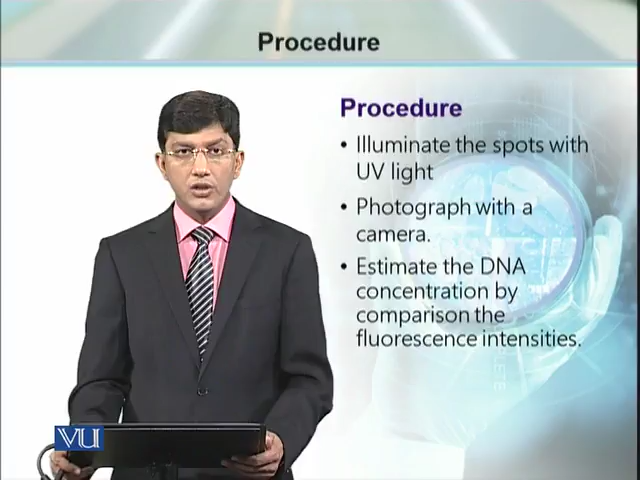 Procedure
Procedure
• Illuminate the spots with
UV light
• Photograph with a
camera.
• Estimate the DNA
concentration by
comparison the
fluorescence intensities.
VU